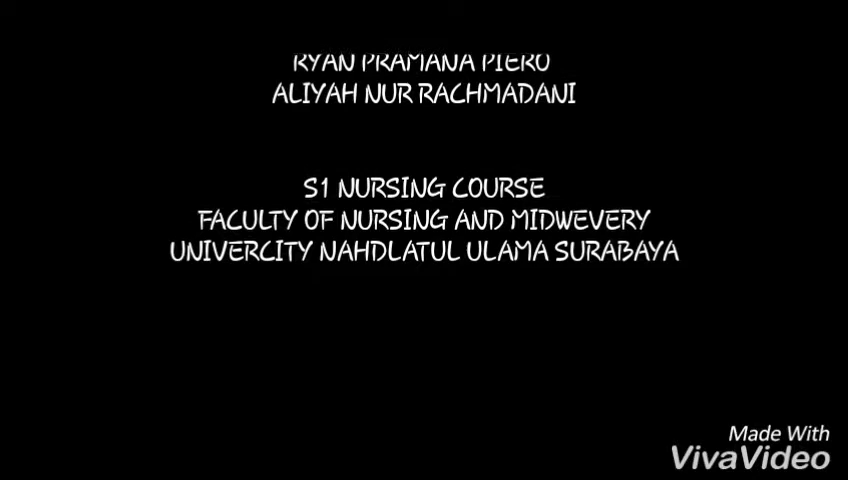 RYAN PRAMANA PIERO
ALIYAH NUR RACHMADANI
S1 NURSING COURSE
FACULTY OF NURSING AND MIDWEVERY
UNIVERCITY NAHDLATUL ULAMA SURABAYA
Made With
VivaVideo